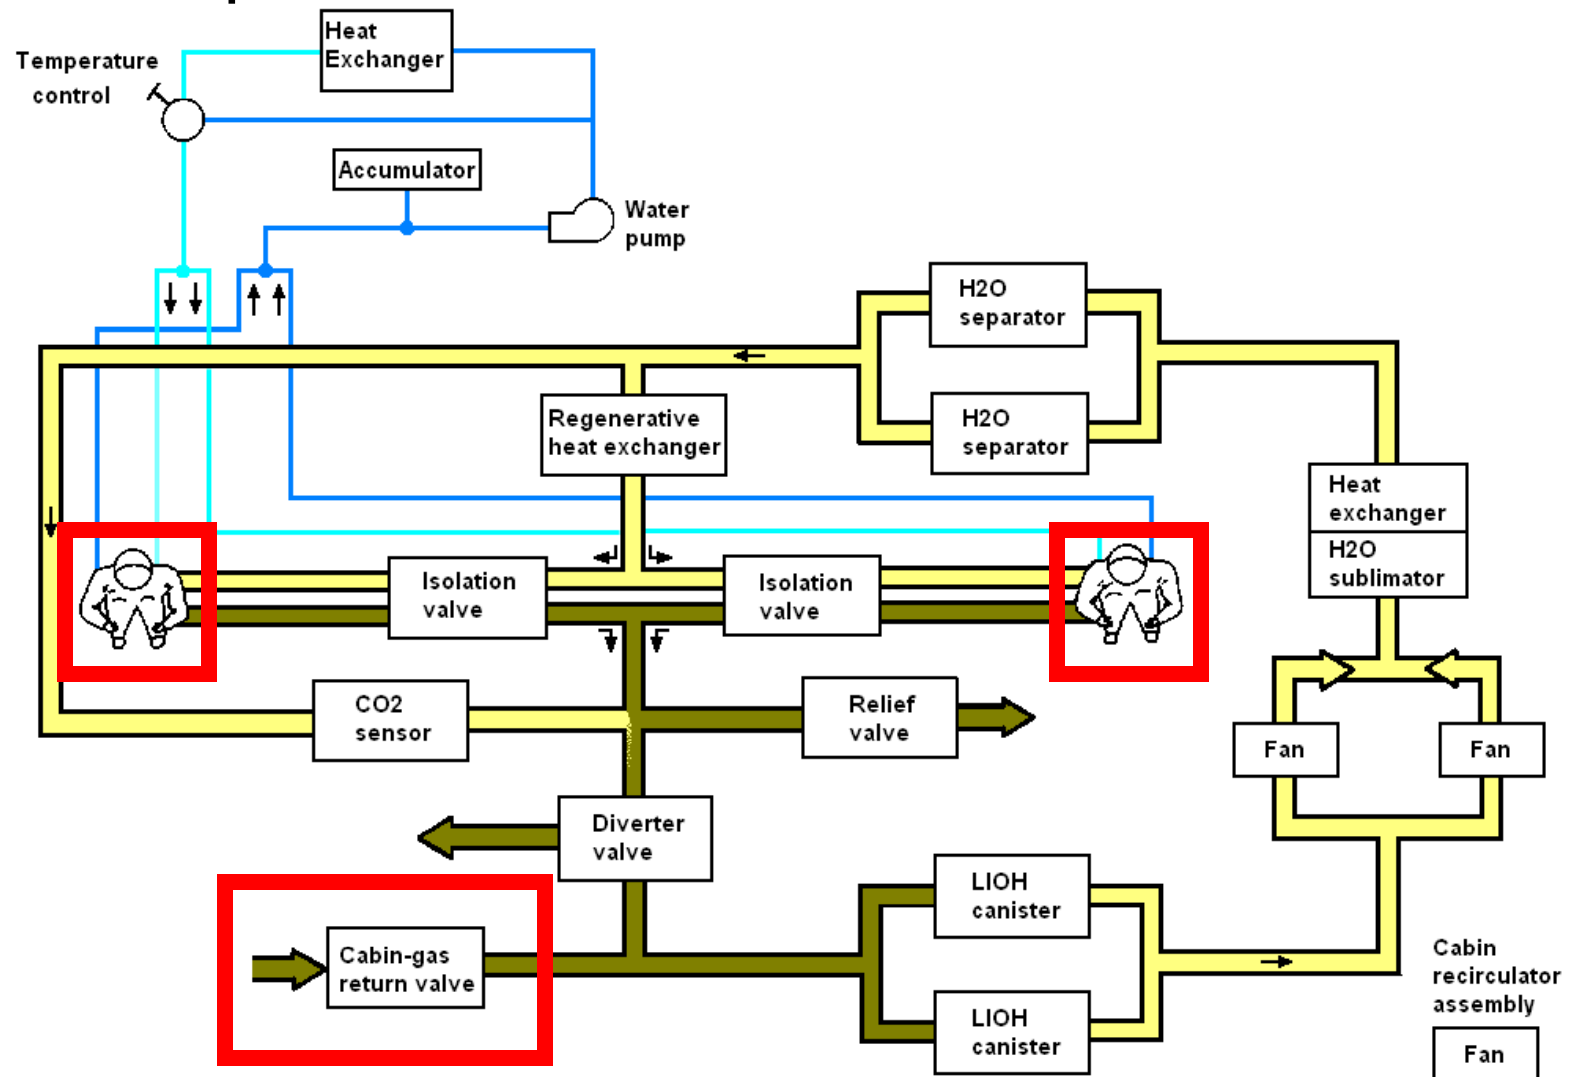 Heat
Exchanger
Temperature
control
Accumulator
Water
pump
H2O
separator
H2O
separator
Regenerative
heat exchanger
Heat
exchanger
H2O
sublimator
Isolation
valve
Isolation
valve
CO2
sensor
Relief
valve
Fan
Fan
Diverter
valve
LIOH
canister
Cabin-gas
return valve
LIOH
canister
Cabin
recirculator
assembly
Fan